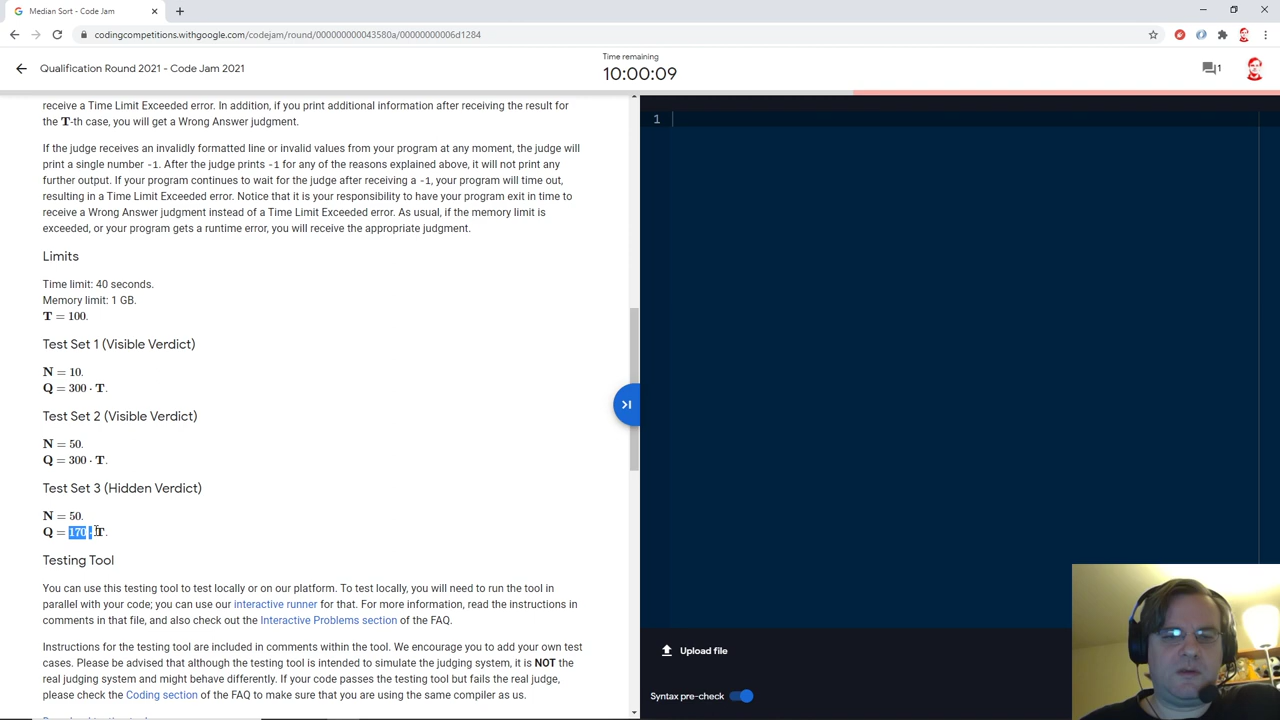 Median Sort - Code Jam
codingcompetitions.withgoogle.com/codejam/round/000000000043580a/00000000006d1284
Qualification Round 2021 - Code Jam 2021
Time remaining
10:00:09
1
receive a Time Limit Exceeded error. In addition, if you print additional information after receiving the result for
the T-th case, you will get a Wrong Answer judgment.
If the judge receives an invalidly formatted line or invalid values from your program at any moment, the judge will
print a single number -1. After the judge prints -1 for any of the reasons explained above, it will not print any
further output. If your program continues to wait for the judge after receiving a -1, your program will time out,
resulting in a Time Limit Exceeded error. Notice that it is your responsibility to have your program exit in time to
receive a Wrong Answer judgment instead of a Time Limit Exceeded error. As usual, if the memory limit is
exceeded, or your program gets a runtime error, you will receive the appropriate judgment.
Limits
Time limit: 40 seconds.
Memory limit: 1 GB.
T = 100.
Test Set 1 (Visible Verdict)
N = 10.
Q = 300 · T.
Test Set 2 (Visible Verdict)
N = 50.
Q = 300 · T.
Test Set 3 (Hidden Verdict)
N = 50.
Q = 170 · T.
Testing Tool
You can use this testing tool to test locally or on our platform. To test locally, you will need to run the tool in
parallel with your code; you can use our interactive runner for that. For more information, read the instructions in
comments in that file, and also check out the Interactive Problems section of the FAQ.
Instructions for the testing tool are included in comments within the tool. We encourage you to add your own test
cases. Please be advised that although the testing tool is intended to simulate the judging system, it is NOT the
real judging system and might behave differently. If your code passes the testing tool but fails the real judge,
please check the Coding section of the FAQ to make sure that you are using the same compiler as us.
1
Upload file
Syntax pre-check